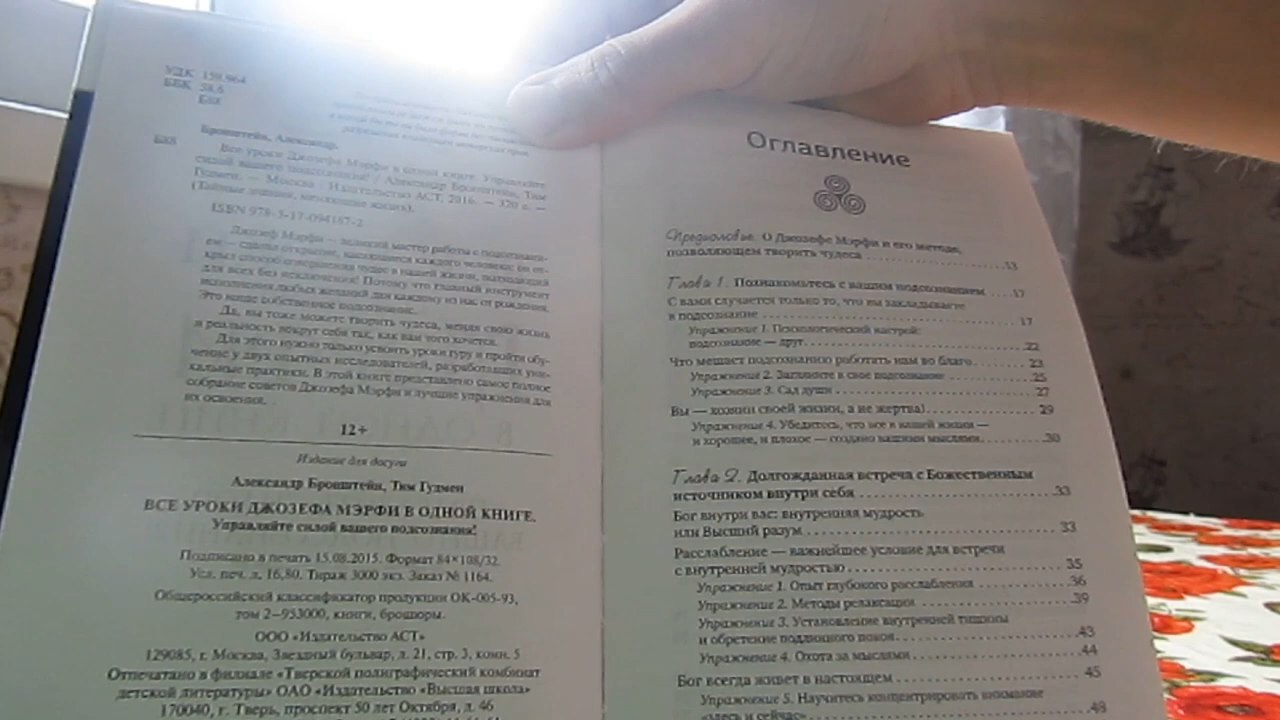 УДК 159.964
ББК 58.6
Б88
Бронштейн, Александр.
Б88
Все уроки Джозефа Мэрфи в одной книге. Управляйте
силой вашего подсознания! / Александр Бронштейн, Тим
Гудмен. — Москва : Издательство АСТ, 2016. — 320 с. —
(Тайные знания, меняющие жизнь).
ISBN 978-5-17-094187-2
Джозеф Мэрфи — великий мастер работы с подсознани-
ем — сделал открытие, касающееся каждого человека: он от-
крыл способ совершения чудес в нашей жизни, подходящий
для всех без исключения! Потому что главный инструмент
исполнения любых желаний дан каждому из нас от рождения.
Это наше собственное подсознание.
Да, вы тоже можете творить чудеса, меняя свою жизнь
и реальность вокруг себя так, как вам того хочется.
Для этого нужно только усвоить уроки гуру и пройти обу-
чение у двух опытных исследователей, разработавших уни-
кальные практики. В этой книге представлено самое полное
собрание советов Джозефа Мэрфи и лучшие упражнения для
их освоения.
12+
Издание для досуга
Александр Бронштейн, Тим Гудмен
ВСЕ УРОКИ ДЖОЗЕФА МЭРФИ В ОДНОЙ КНИГЕ.
Управляйте силой вашего подсознания!
Подписано в печать 15.08.2015. Формат 84×108/32.
Усл. печ. л. 16,80. Тираж 3000 экз. Заказ № 1164.
Общероссийский классификатор продукции ОК-005-93,
том 2–953000, книги, брошюры.
ООО «Издательство АСТ»
129085, г. Москва, Звездный бульвар, д. 21, стр. 3, комн. 5
Отпечатано в филиале «Тверской полиграфический комбинат
детской литературы» ОАО «Издательство «Высшая школа»
170040, г. Тверь, проспект 50 лет Октября, д. 46
Оглавление
Предисловие. О Джозефе Мэрфи и его методе,
позволяющем творить чудеса 13
Глава 1. Познакомьтесь с вашим подсознанием 17
С вами случается только то, что вы закладываете
в подсознание 17
Упражнение 1. Психологический настрой:
подсознание — друг 22
Что мешает подсознанию работать нам во благо 23
Упражнение 2. Загляните в свое подсознание 25
Упражнение 3. Сад души 27
Вы — хозяин своей жизни, а не жертва! 29
Упражнение 4. Убедитесь, что все в вашей жизни —
и хорошее, и плохое — создано вашими мыслями 30
Глава 2. Долгожданная встреча с Божественным
источником внутри себя 33
Бог внутри вас: внутренняя мудрость
или Высший разум 33
Расслабление — важнейшее условие для встречи
с внутренней мудростью 35
Упражнение 1. Опыт глубокого расслабления 36
Упражнение 2. Методы релаксации 39
Упражнение 3. Установление внутренней тишины
и обретение подлинного покоя 43
Упражнение 4. Охота за мыслями 44
Бог всегда живет в настоящем 45
Упражнение 5. Научитесь концентрировать внимание
«здесь и сейчас» 48